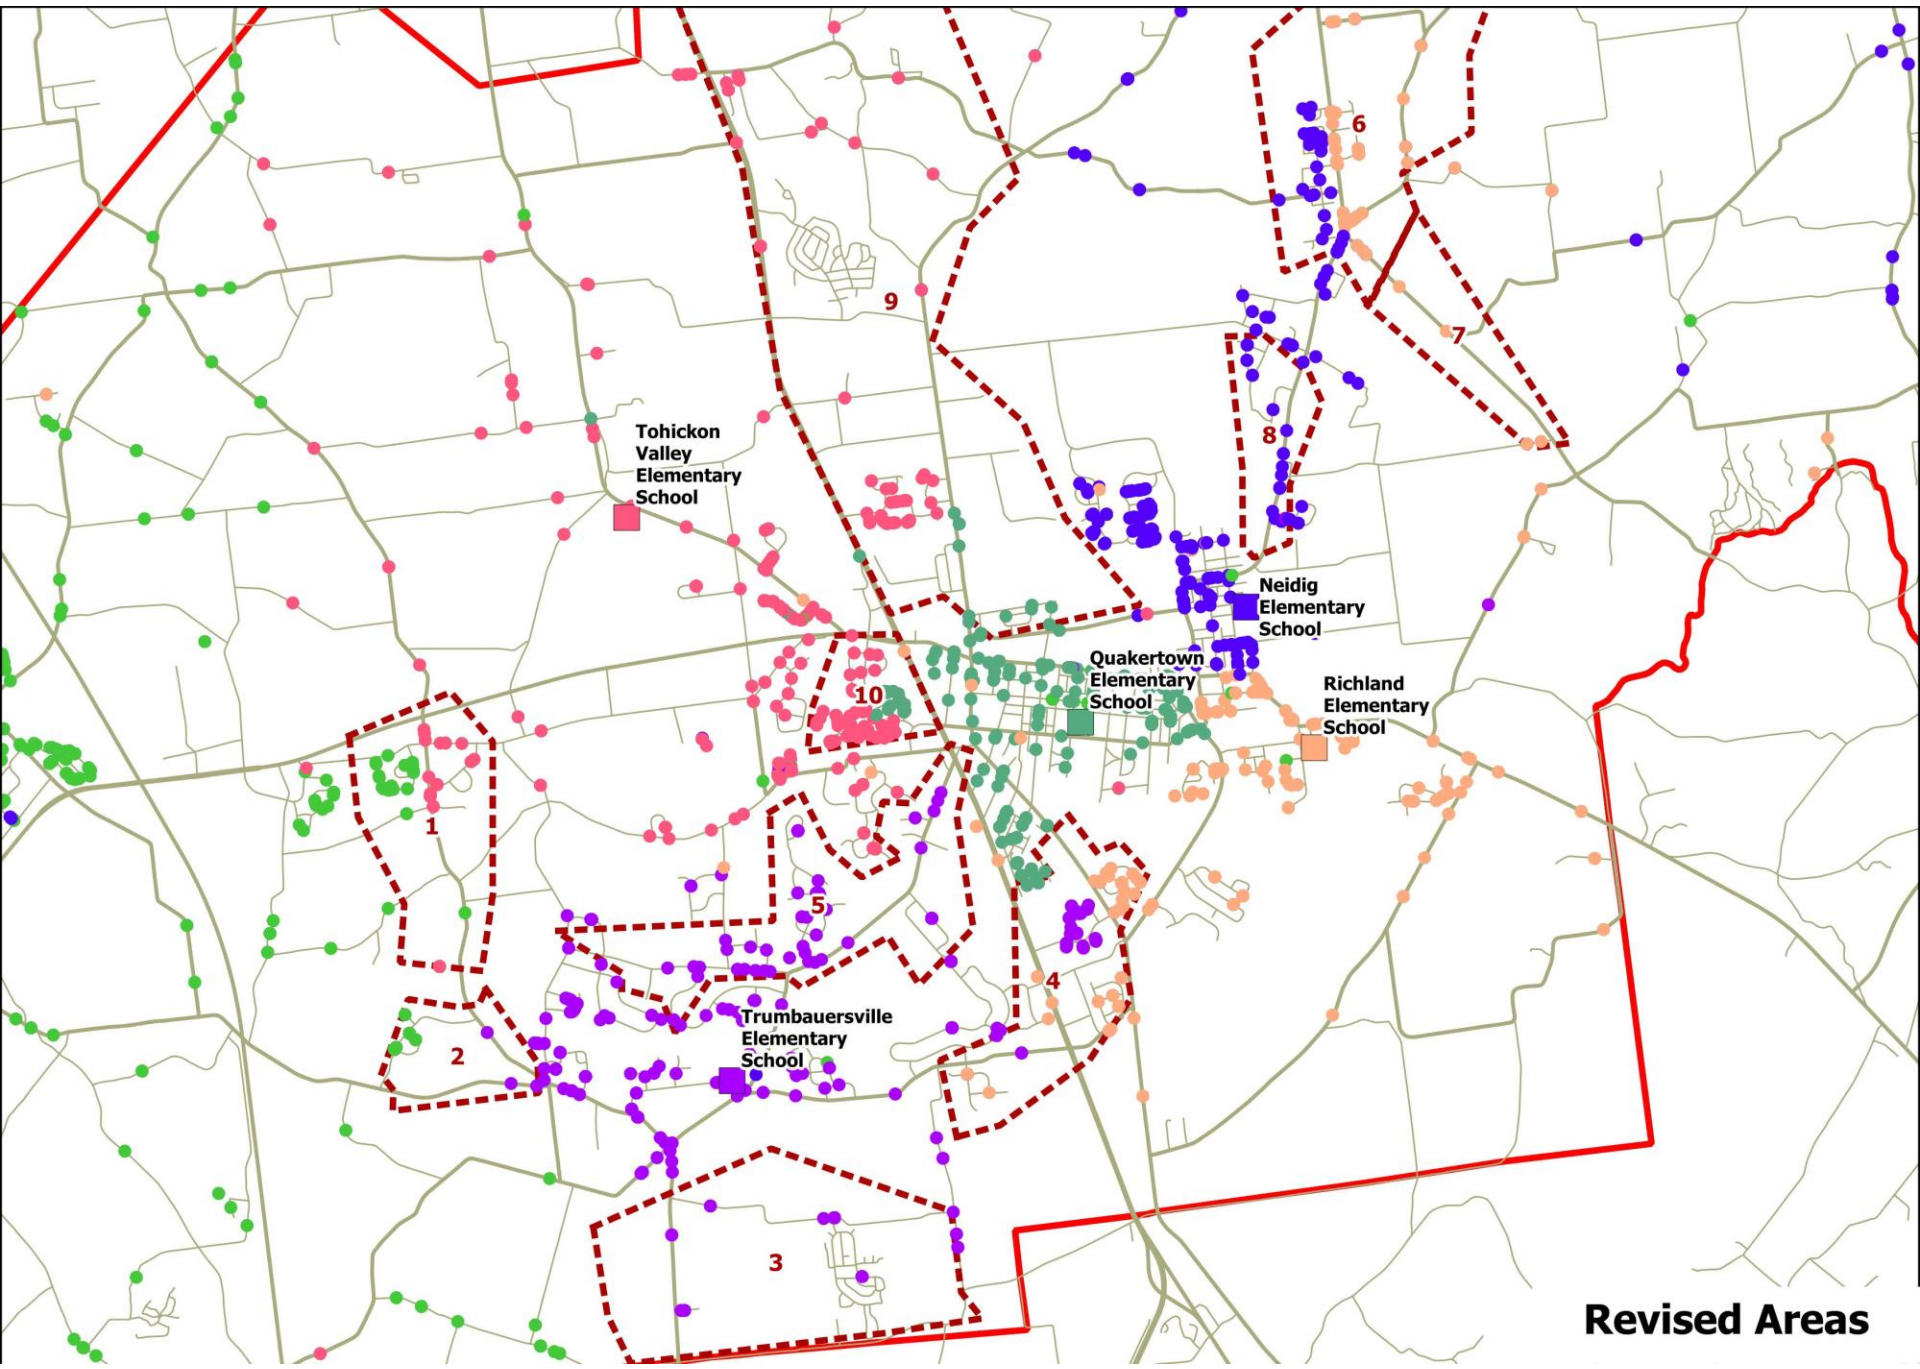 6
9
7
Tohickon
Valley
Elementary
School
8
Neidig
Elementary
School
Quakertown
Elementary
School
Richland
Elementary
School
10
1
5
4
Trumbauersville
Elementary
School
2
3
Revised Areas